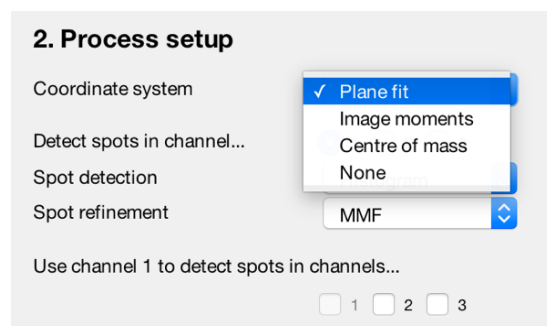 2. Process setup
Coordinate system
✓ Plane fit
Image moments
Centre of mass
None
Detect spots in channel...
Spot detection
Histogram
Spot refinement
MMF
Use channel 1 to detect spots in channels...
1 2 3